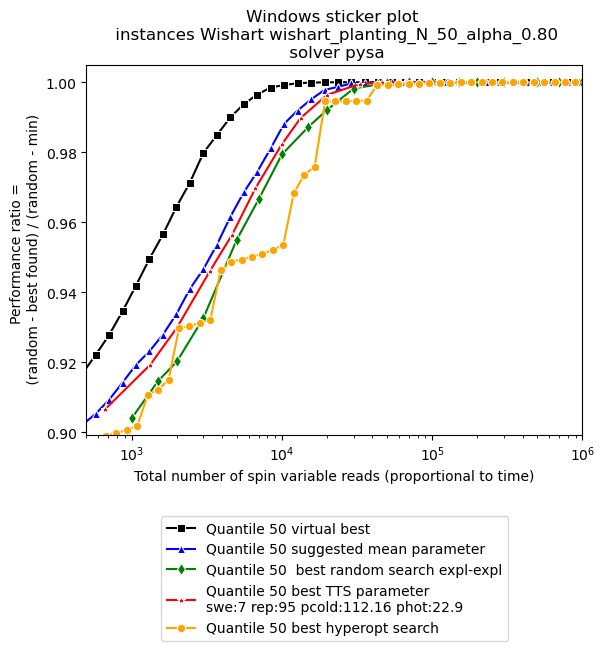 Windows sticker plot
instances Wishart wishart_planting_N_50_alpha_0.80
solver pysa
Performance ratio =
(random - best found) / (random - min)
1.00
0.98
0.96
0.94
0.92
0.90
10³
10⁴
10⁵
10⁶
Total number of spin variable reads (proportional to time)
Quantile 50 virtual best
Quantile 50 suggested mean parameter
Quantile 50  best random search expl-expl
Quantile 50 best TTS parameter
swe:7 rep:95 pcold:112.16 phot:22.9
Quantile 50 best hyperopt search